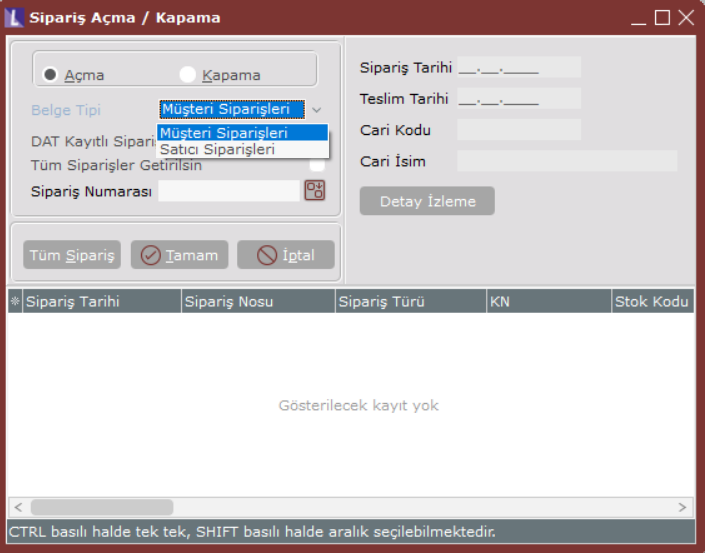 Sipariş Açma / Kapama
Açma
Kapama
Belge Tipi
Müşteri Siparişleri
Müşteri Siparişleri
Satıcı Siparişleri
DAT Kayıtlı
Tüm Siparişler Getirilsin
Sipariş Numarası
Tüm Sipariş
Tamam
İptal
Sipariş Tarihi __.__.____
Teslim Tarihi __.__.____
Cari Kodu
Cari İsim
Detay İzleme
Sipariş Tarihi Sipariş Nosu Sipariş Türü KN Stok Kodu
Gösterilecek kayıt yok
CTRL basılı halde tek tek, SHIFT basılı halde aralık seçilebilmektedir.